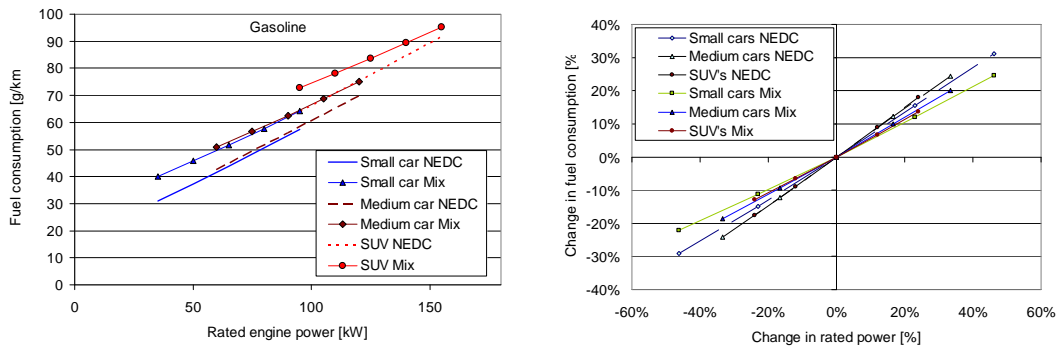 Gasoline
Fuel consumption [g/km]
100
90
80
70
60
50
40
30
20
10
0
Small car NEDC
Small car Mix
Medium car NEDC
Medium car Mix
SUV NEDC
SUV Mix
0
50
100
150
Rated engine power [kW]
Change in fuel consumption [%
40%
30%
20%
10%
0%
-10%
-20%
-30%
-40%
Small cars NEDC
Medium cars NEDC
SUV's NEDC
Small cars Mix
Medium cars Mix
SUV's Mix
-60%
-40%
-20%
0%
20%
40%
60%
Change in rated power [%]